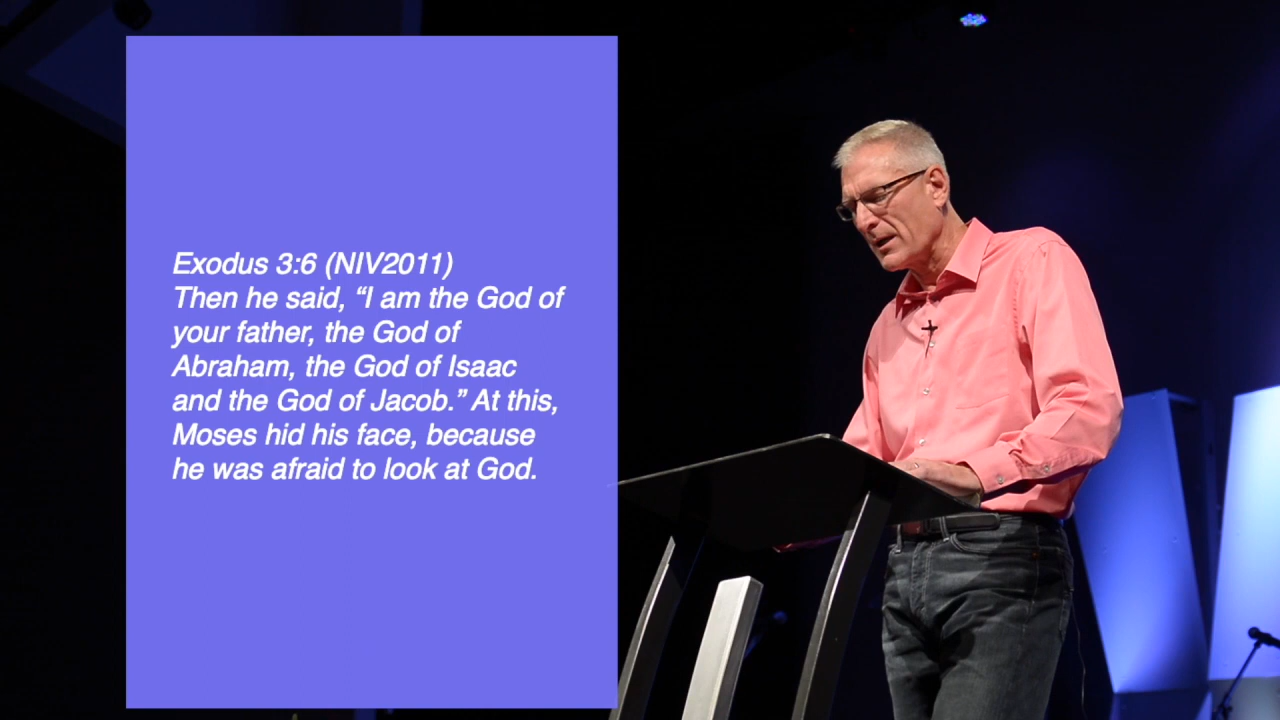 Exodus 3:6 (NIV2011)
Then he said, “I am the God of
your father, the God of
Abraham, the God of Isaac
and the God of Jacob.” At this,
Moses hid his face, because
he was afraid to look at God.